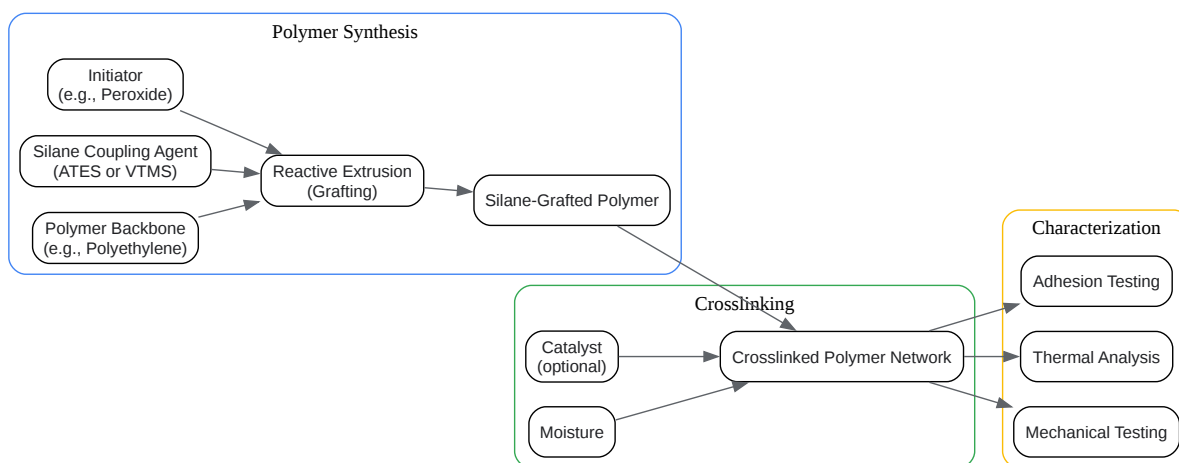 Polymer Synthesis
Initiator
(e.g., Peroxide)
Silane Coupling Agent
(ATES or VTMS)
Polymer Backbone
(e.g., Polyethylene)
Reactive Extrusion
(Grafting)
Silane-Grafted Polymer
Crosslinking
Catalyst
(optional)
Moisture
Crosslinked Polymer Network
Characterization
Adhesion Testing
Thermal Analysis
Mechanical Testing